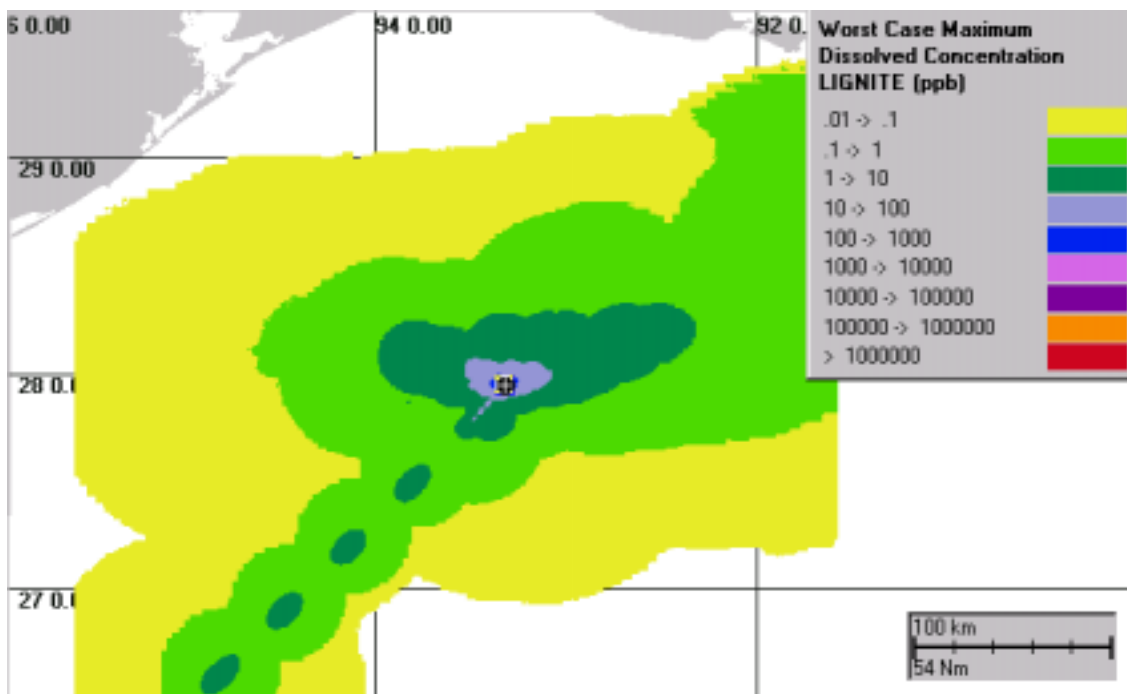 6 0.00
94 0.00
92 0.
Worst Case Maximum
Dissolved Concentration
LIGNITE (ppb)
.01 -> .1
.1 -> 1
1 -> 10
10 -> 100
100 -> 1000
1000 -> 10000
10000 -> 100000
100000 -> 1000000
> 1000000
29 0.00
28 0.
27 0.
100 km
54 Nm